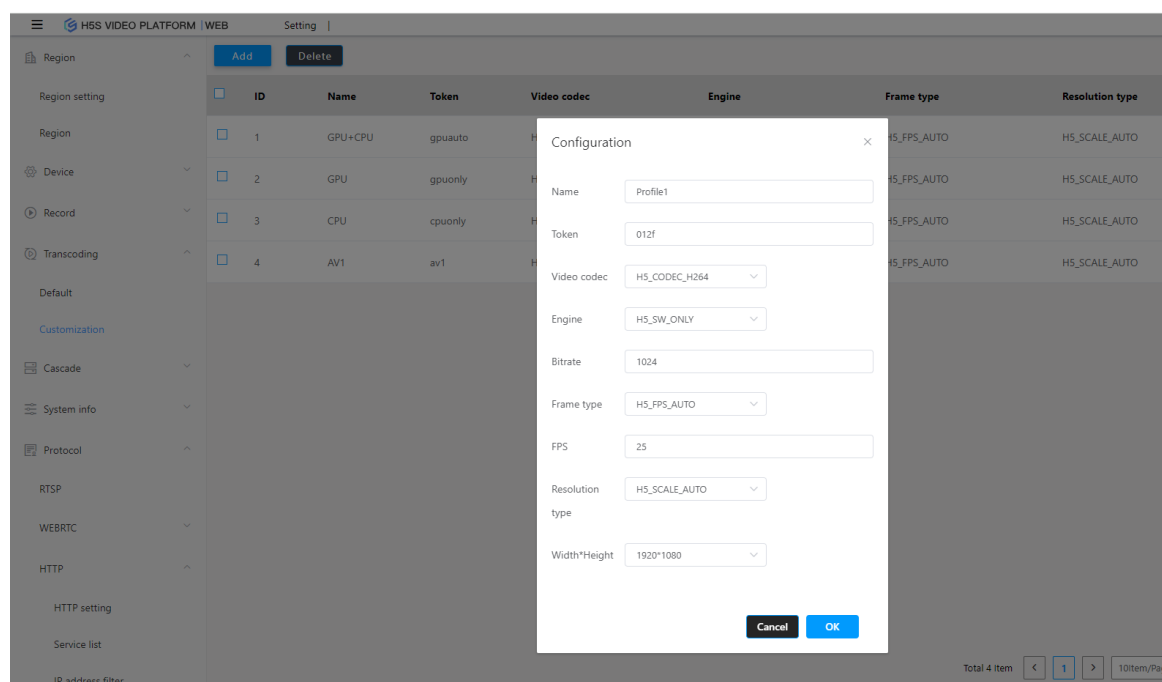 H5S VIDEO PLATFORM | WEB Setting |
Region
Region setting
Region
Device
Record
Transcoding
Default
Customization
Cascade
System info
Protocol
RTSP
WEBRTC
HTTP
HTTP setting
Service list
IP address filter
Add Delete
ID Name Token Video codec Engine Frame type Resolution type
1 GPU+CPU gpuauto H H5_FPS_AUTO H5_SCALE_AUTO
2 GPU gpuonly H H5_FPS_AUTO H5_SCALE_AUTO
3 CPU cpuonly H H5_FPS_AUTO H5_SCALE_AUTO
4 AV1 av1 H H5_FPS_AUTO H5_SCALE_AUTO
Configuration
Name Profile1
Token 012f
Video codec H5_CODEC_H264
Engine H5_SW_ONLY
Bitrate 1024
Frame type H5_FPS_AUTO
FPS 25
Resolution H5_SCALE_AUTO
type
Width*Height 1920*1080
Cancel OK
Total 4 Item < 1 > 10Item/Pa